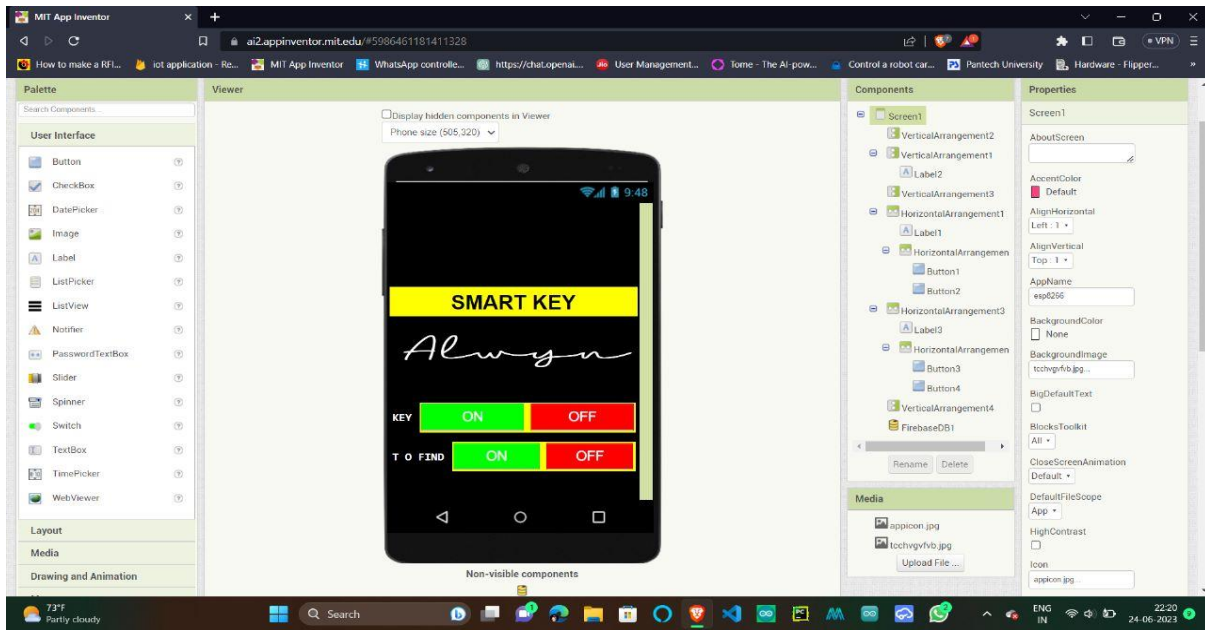 MIT App Inventor
ai2.appinventor.mit.edu/#5986461181411328
VPN
How to make a RFI...
iot application - Re...
MIT App Inventor
WhatsApp controlle...
https://chat.openai...
User Management...
Tome - The AI-pow...
Control a robot car...
Pantech University
Hardware - Flipper...
»
Palette
Search Components...
User Interface
Button
CheckBox
DatePicker
Image
Label
ListPicker
ListView
Notifier
PasswordTextBox
Slider
Spinner
Switch
TextBox
TimePicker
WebViewer
Layout
Media
Drawing and Animation
Viewer
Display hidden components in Viewer
Phone size (505,320)
9:48
SMART KEY
Alwyn
KEY ON OFF
T O FIND ON OFF
Non-visible components
Components
Screen1
VerticalArrangement2
VerticalArrangement1
Label2
VerticalArrangement3
HorizontalArrangement1
Label1
HorizontalArrangemen
Button1
Button2
HorizontalArrangement3
Label3
HorizontalArrangemen
Button3
Button4
VerticalArrangement4
FirebaseDB1
Rename Delete
Media
appicon.jpg
tcchvgvfvb.jpg
Upload File ...
Properties
Screen1
AboutScreen
AccentColor
Default
AlignHorizontal
Left : 1
AlignVertical
Top : 1
AppName
esp8266
BackgroundColor
None
BackgroundImage
tcchvgvfvb.jpg...
BigDefaultText
BlocksToolkit
All
CloseScreenAnimation
Default
DefaultFileScope
App
HighContrast
Icon
appicon.jpg...
73°F
Partly cloudy
Search
ENG
IN
22:20
24-06-2023